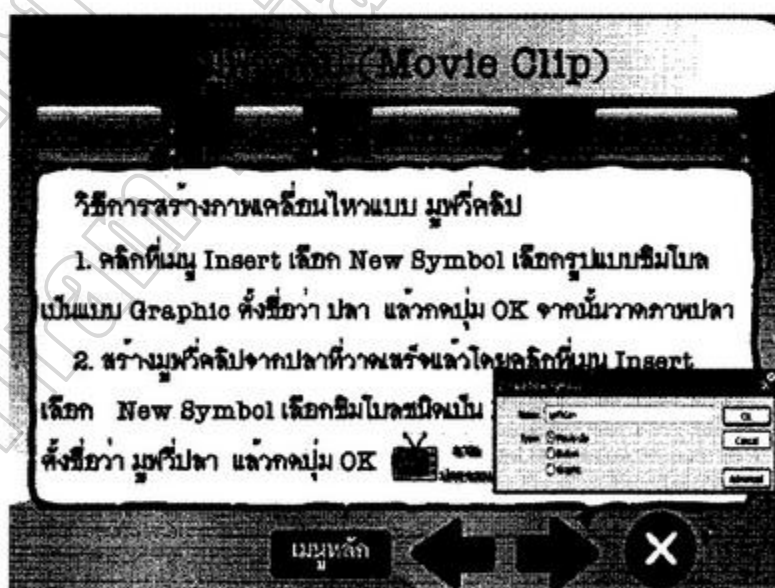 (Movie Clip)
วิธีการสร้างภาพเคลื่อนไหวแบบ มูฟวี่คลิป
1. คลิกที่เมนู Insert เลือก New Symbol เลือกรูปแบบซิมโบล
เป็นแบบ Graphic ตั้งชื่อว่า ปลา แล้วกดปุ่ม OK จากนั้นวาดภาพปลา
2. สร้างมูฟวี่คลิปจากปลาที่วาดเสร็จแล้วโดยคลิกที่เมนู Insert
เลือก New Symbol เลือกซิมโบลชนิดเป็น
ตั้งชื่อว่า มูฟวี่ปลา แล้วกดปุ่ม OK
OK
Cancel
Advanced
เมนูหลัก